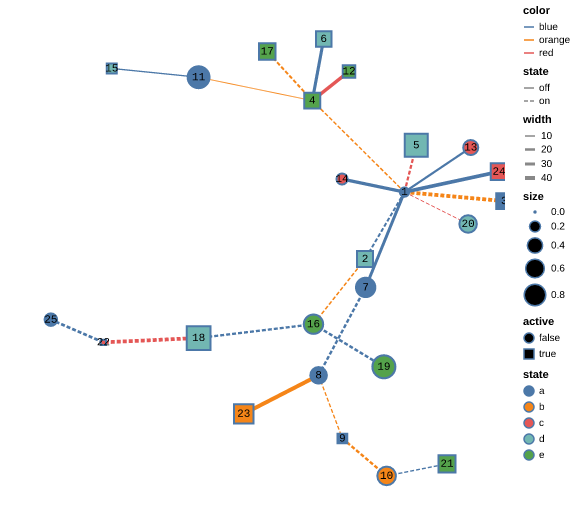 color
blue
orange
red
state
off
on
width
10
20
30
40
size
0.0
0.2
0.4
0.6
0.8
active
false
true
state
a
b
c
d
e
6
17
12
15
11
4
5
13
24
14
1
3
20
2
7
25
16
22
18
19
8
23
9
21
10